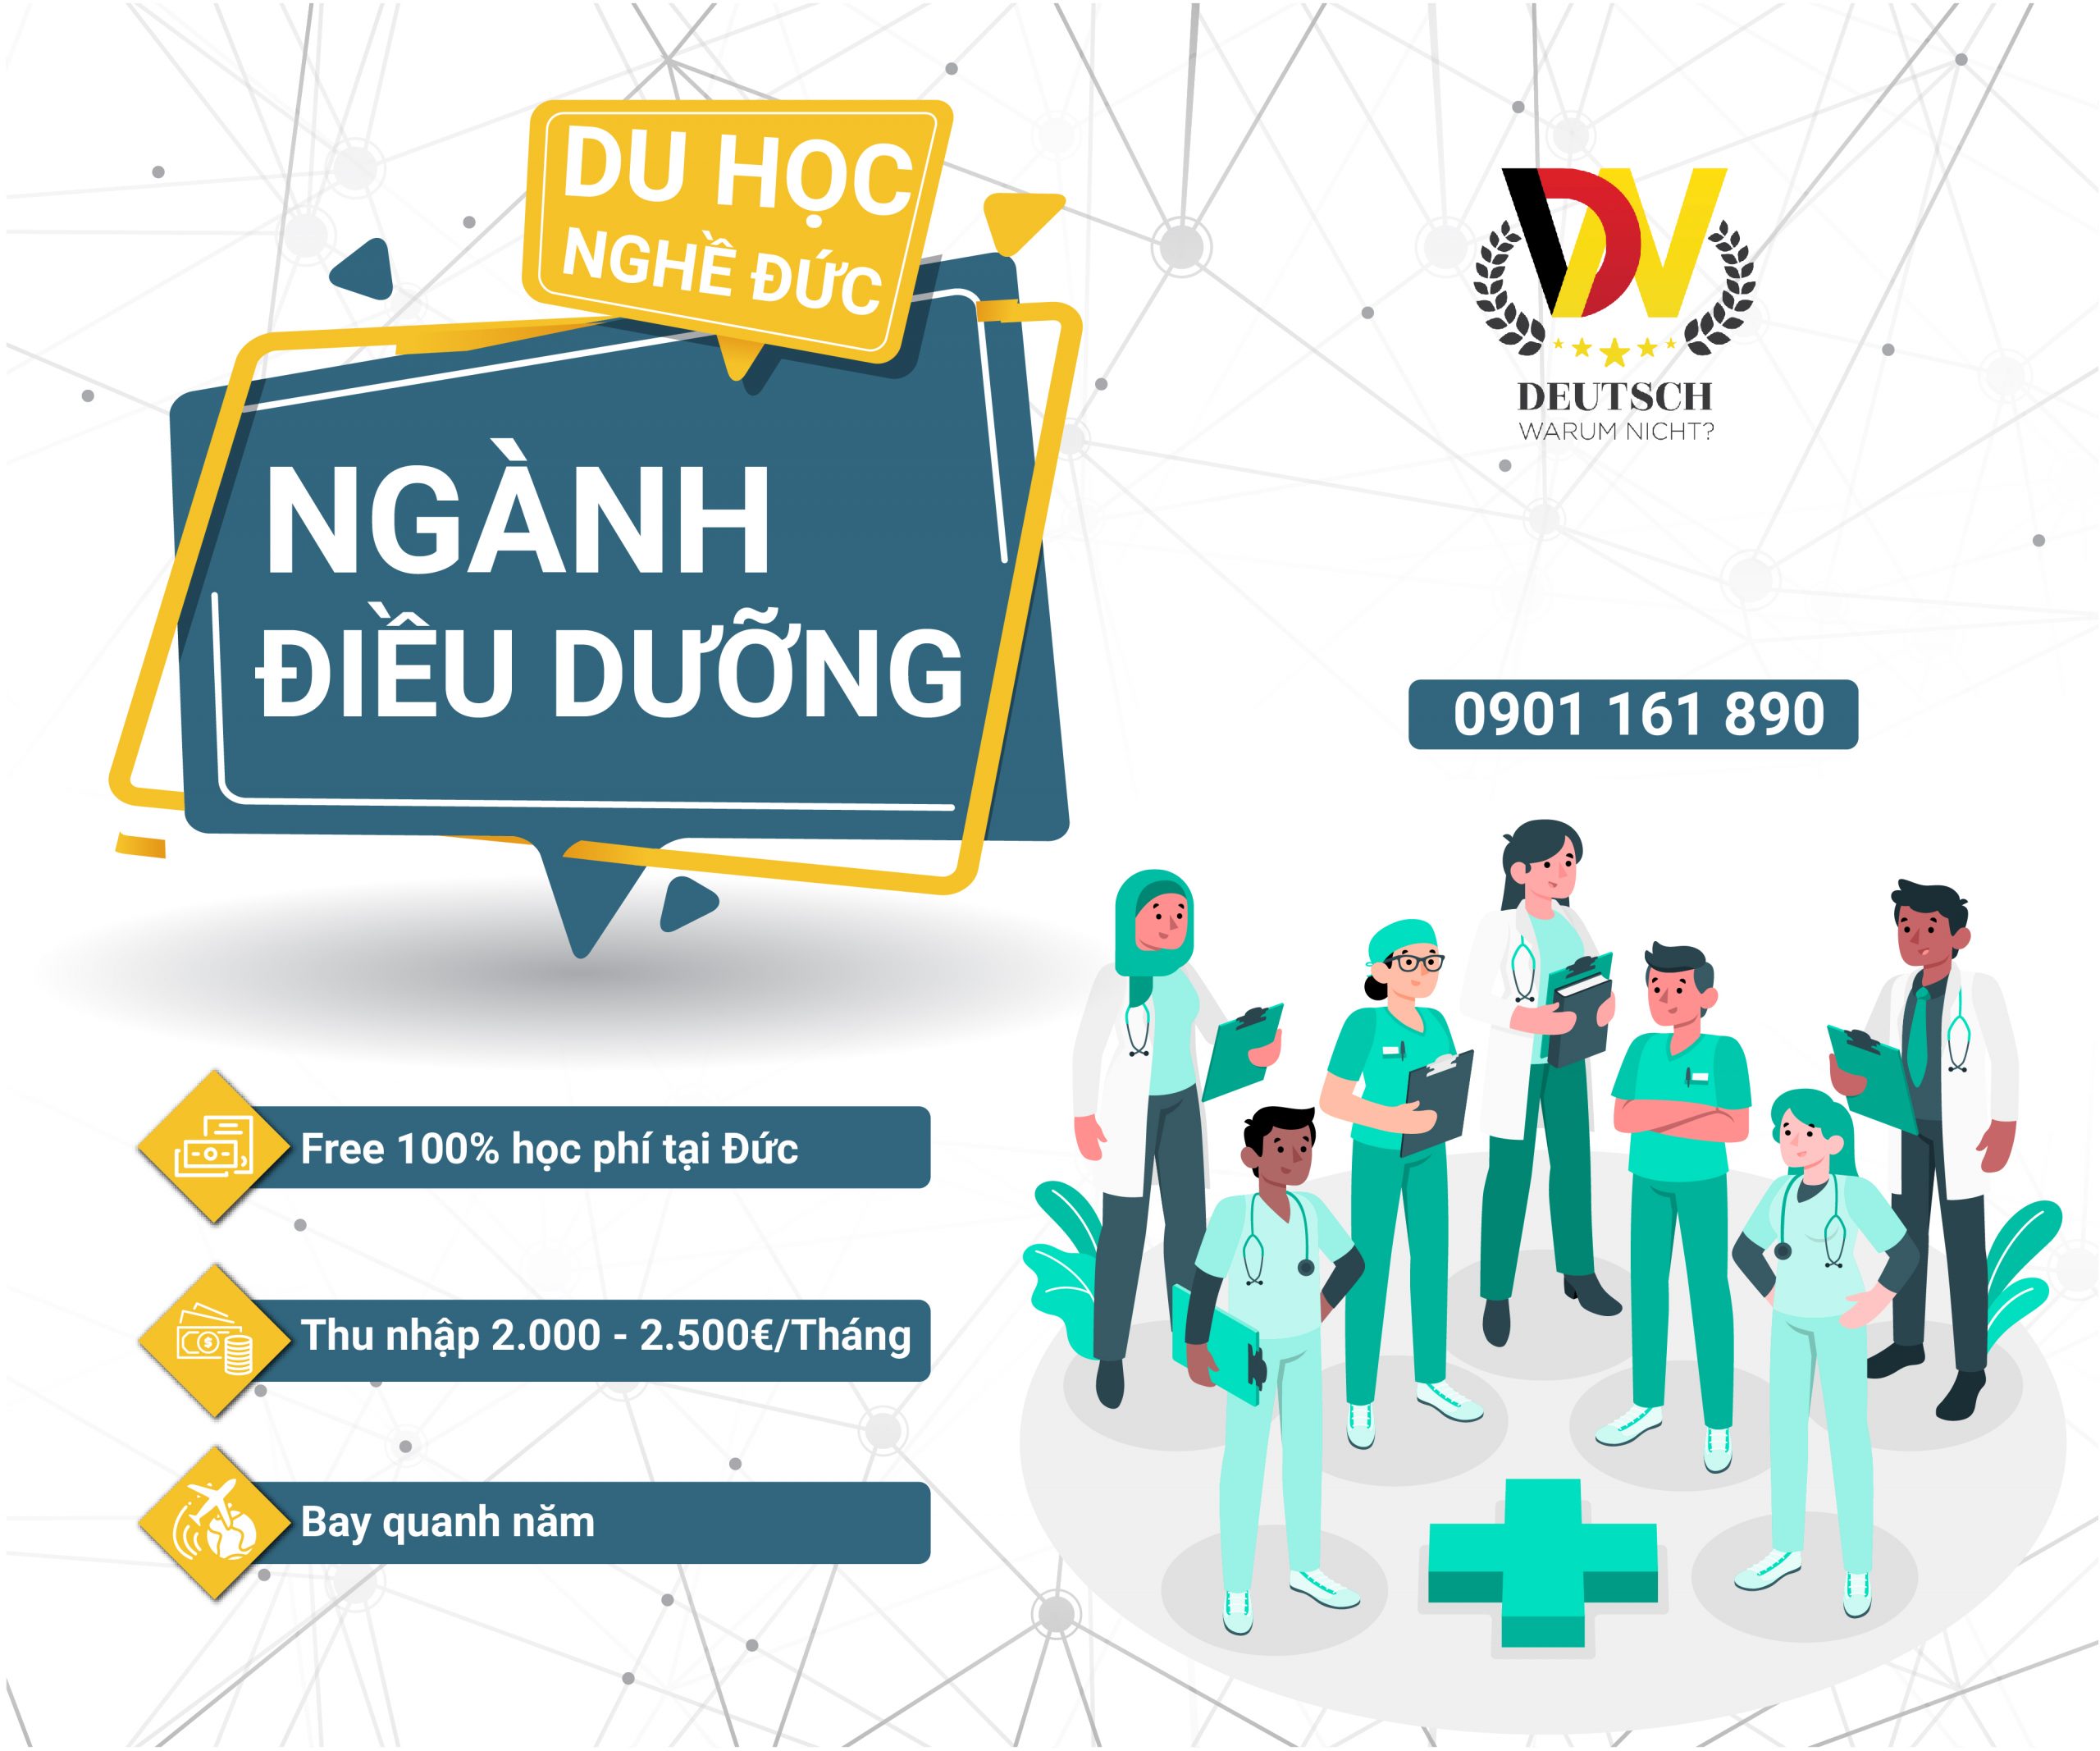 DU HỌC
NGHỀ ĐỨC
NGÀNH
ĐIỀU DƯỠNG
DW
DEUTSCH
WARUM NICHT?
0901 161 890
Free 100% học phí tại Đức
Thu nhập 2.000 - 2.500€/Tháng
Bay quanh năm